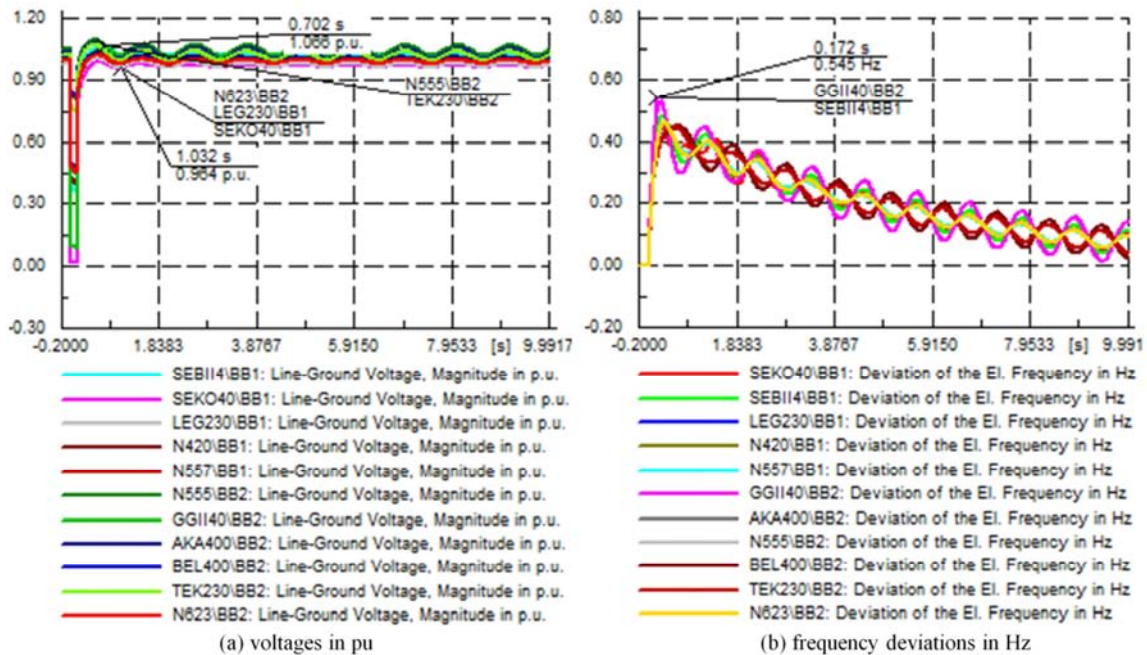 1.20
0.90
0.60
0.30
0.00
-0.30
0.702 s
1.066 p.u.
N555\BB2
TEK230\BB2
N623\BB2
LEG230\BB1
SEKO40\BB1
1.032 s
0.964 p.u.
-0.2000 1.8383 3.8767 5.9150 7.9533 [s] 9.9917
SEBII4\BB1: Line-Ground Voltage, Magnitude in p.u.
SEKO40\BB1: Line-Ground Voltage, Magnitude in p.u.
LEG230\BB1: Line-Ground Voltage, Magnitude in p.u.
N420\BB1: Line-Ground Voltage, Magnitude in p.u.
N557\BB1: Line-Ground Voltage, Magnitude in p.u.
N555\BB2: Line-Ground Voltage, Magnitude in p.u.
GGII40\BB2: Line-Ground Voltage, Magnitude in p.u.
AKA400\BB2: Line-Ground Voltage, Magnitude in p.u.
BEL400\BB2: Line-Ground Voltage, Magnitude in p.u.
TEK230\BB2: Line-Ground Voltage, Magnitude in p.u.
N623\BB2: Line-Ground Voltage, Magnitude in p.u.
(a) voltages in pu
0.80
0.60
0.40
0.20
0.00
-0.20
0.172 s
0.545 Hz
GGII40\BB2
SEBII4\BB1
-0.2000 1.8383 3.8767 5.9150 7.9533 [s] 9.991
SEKO40\BB1: Deviation of the El. Frequency in Hz
SEBII4\BB1: Deviation of the El. Frequency in Hz
LEG230\BB1: Deviation of the El. Frequency in Hz
N420\BB1: Deviation of the El. Frequency in Hz
N557\BB1: Deviation of the El. Frequency in Hz
GGII40\BB2: Deviation of the El. Frequency in Hz
AKA400\BB2: Deviation of the El. Frequency in Hz
N555\BB2: Deviation of the El. Frequency in Hz
BEL400\BB2: Deviation of the El. Frequency in Hz
TEK230\BB2: Deviation of the El. Frequency in Hz
N623\BB2: Deviation of the El. Frequency in Hz
(b) frequency deviations in Hz